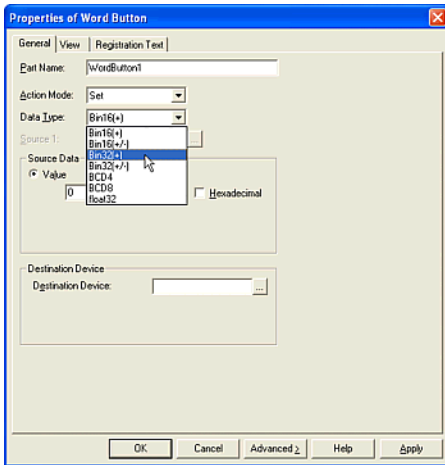 Properties of Word Button
General View Registration Text
Part Name: WordButton1
Action Mode: Set
Data Type: Bin16(+)
Source 1: ...
Bin16(+)
Bin16(+/-)
Bin32(+)
Bin32(+/-)
BCD4
BCD8
float32
Source Data
Value
0 Hexadecimal
Destination Device
Destination Device: ...
OK Cancel Advanced > Help Apply